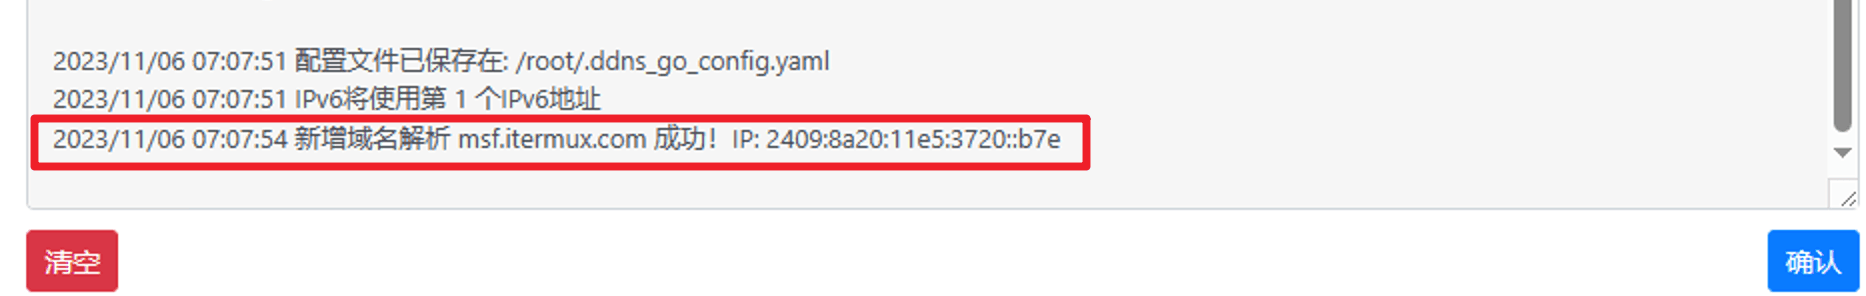 2023/11/06 07:07:51 配置文件已保存在: /root/.ddns_go_config.yaml
2023/11/06 07:07:51 IPv6将使用第 1 个IPv6地址
2023/11/06 07:07:54 新增域名解析 msf.itermux.com 成功！IP: 2409:8a20:11e5:3720::b7e
清空
确认